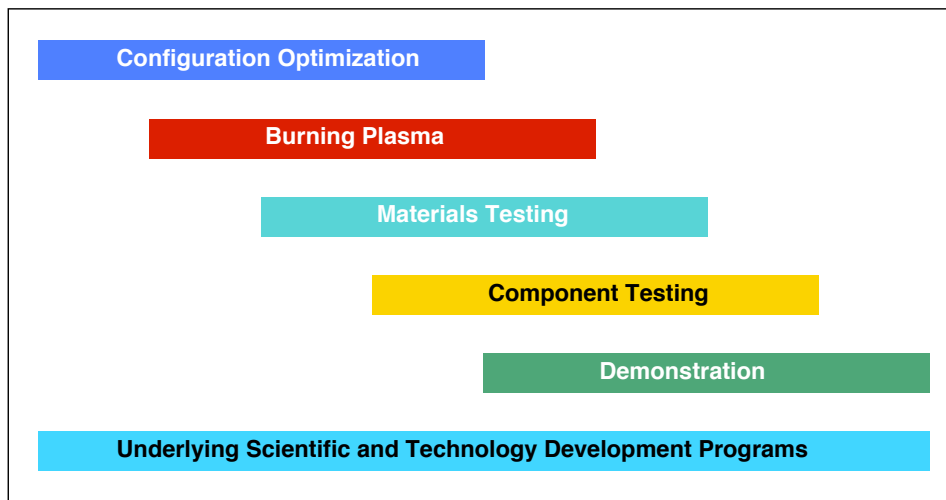 Configuration Optimization
Burning Plasma
Materials Testing
Component Testing
Demonstration
Underlying Scientific and Technology Development Programs